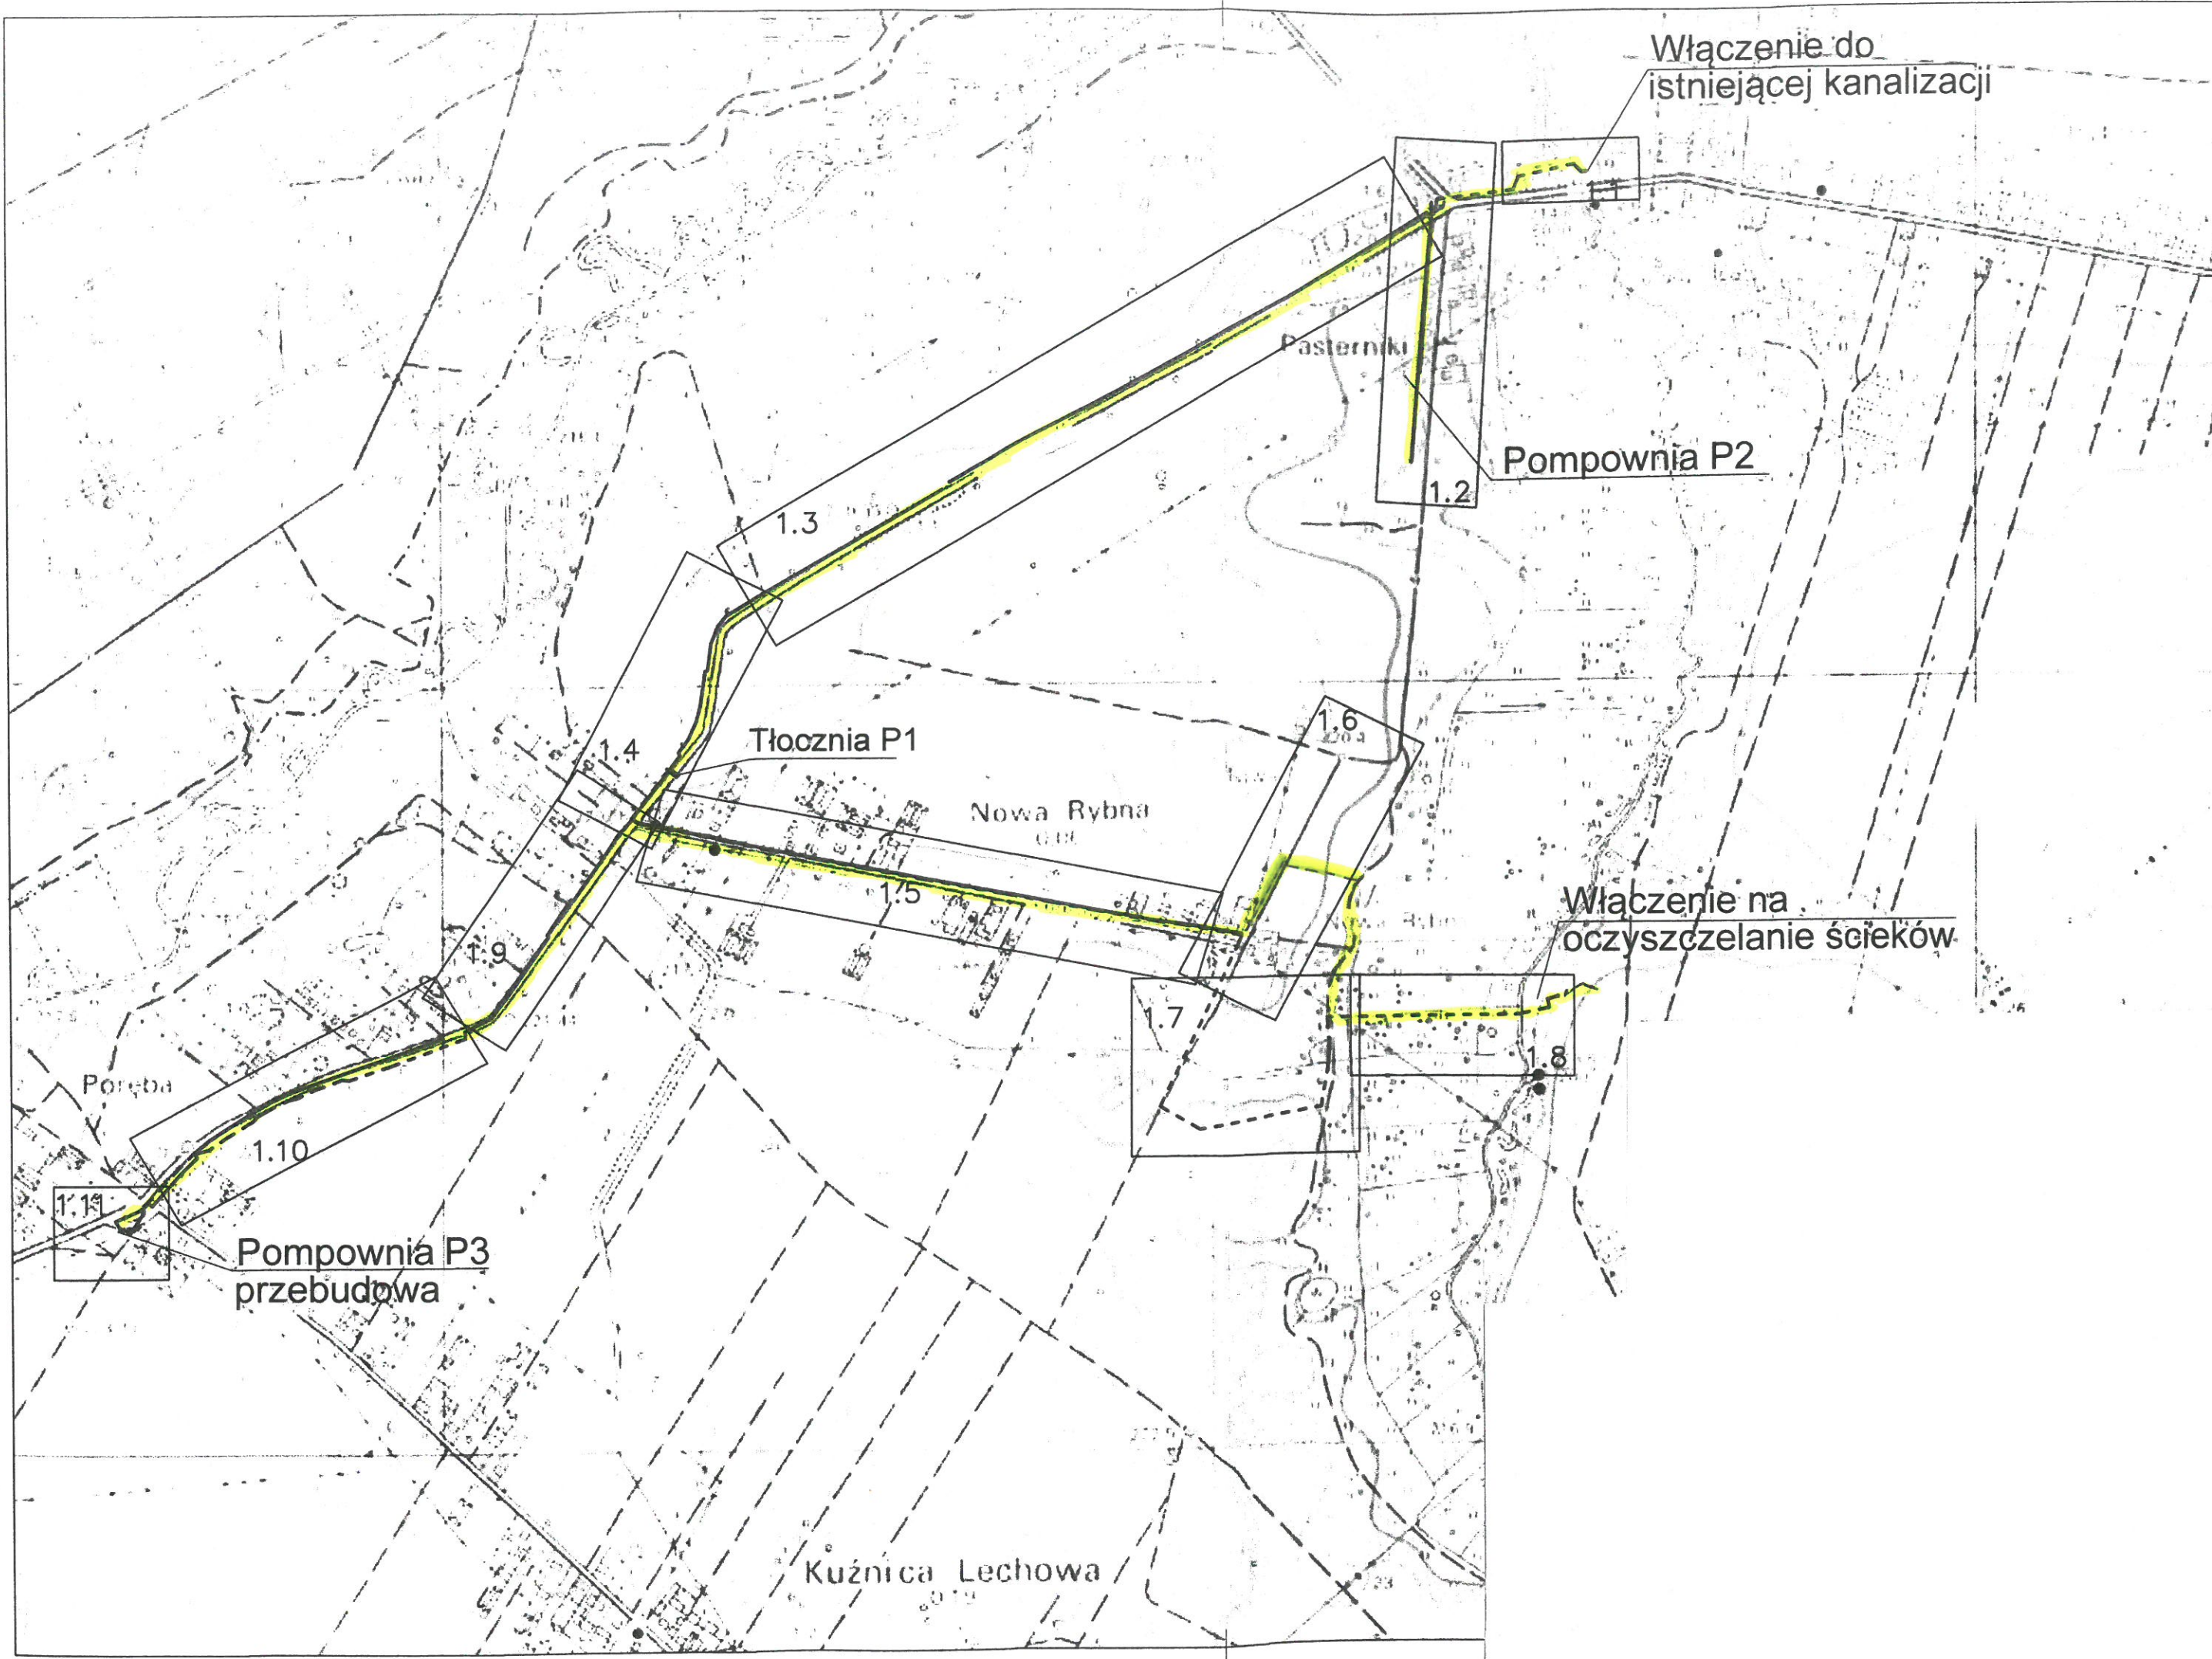 Włączenie do
istniejącej kanalizacji
Pasterniki
Pompownia P2
1.2
1.3
1.6
1.4
Tłocznia P1
Nowa Rybna
1.5
Włączenie na
oczyszczelanie ścieków
1.9
1.7
1.8
Poręba
1.10
1.11
Pompownia P3
przebudowa
Kuźnica Lechowa